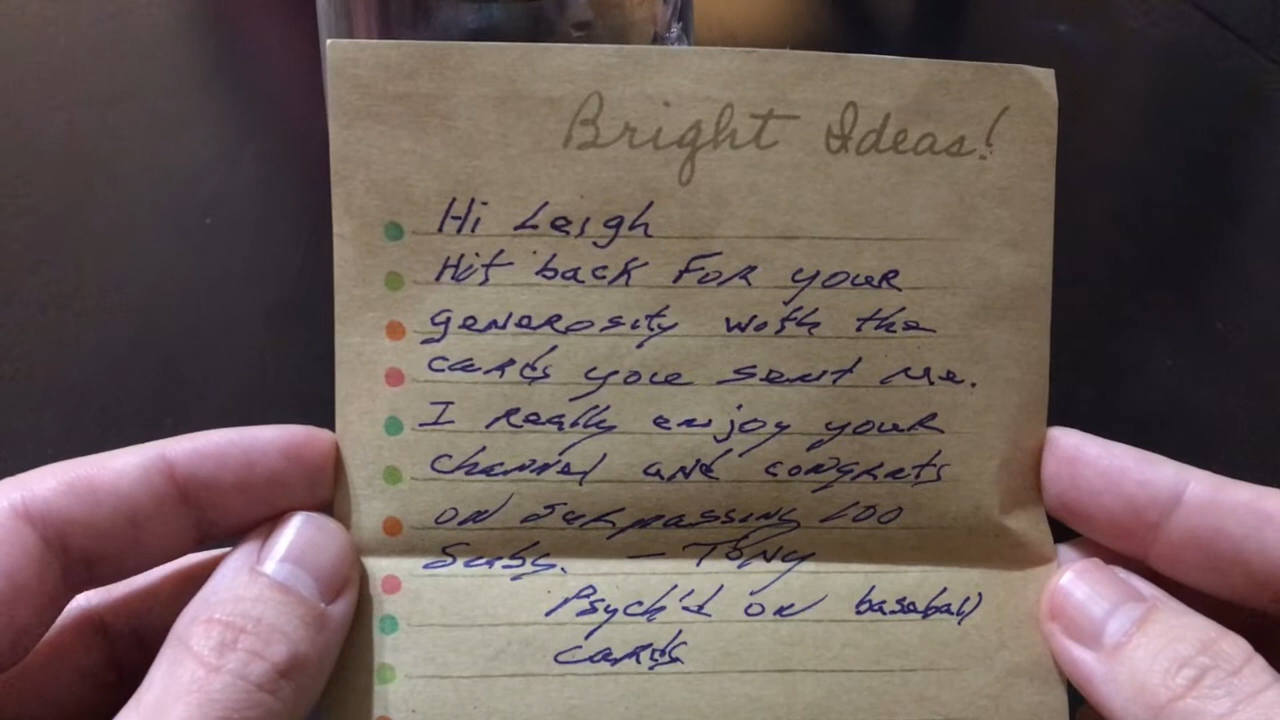 Bright Ideas!
Hi Leigh
Hit back For your
generosity with the
cards you sent me.
I really enjoy your
channel and congrats
on surpassing 200
Subs. - Tony
Psych'd on baseball
cards